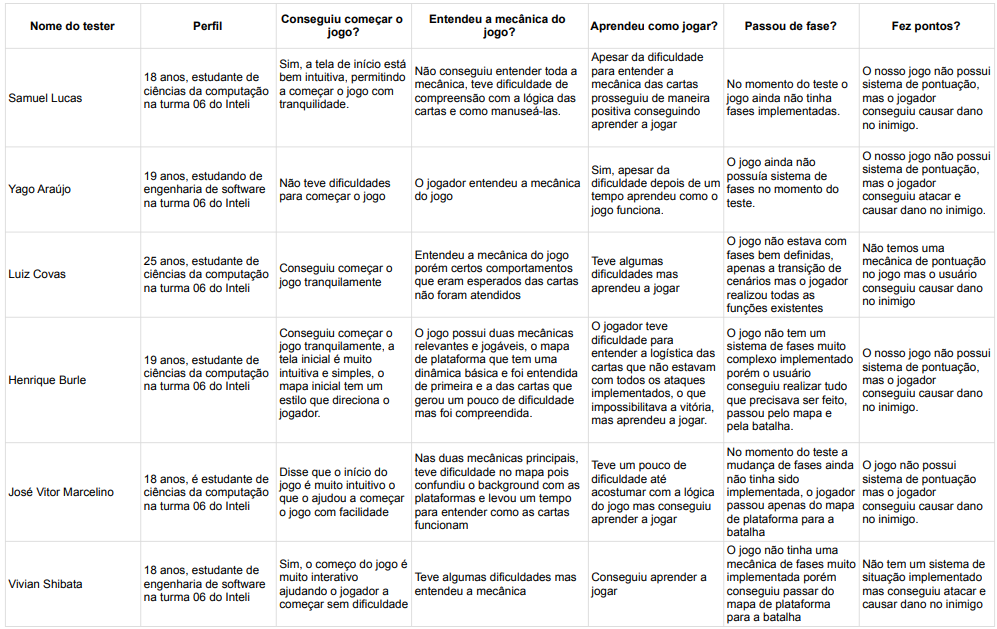 Nome do tester
Perfil
Conseguiu começar o
jogo?
Entendeu a mecânica do
jogo?
Aprendeu como jogar?
Passou de fase?
Fez pontos?
Samuel Lucas
18 anos, estudante de
ciências da computação
na turma 06 do Inteli
Sim, a tela de início está
bem intuitiva, permitindo
a começar o jogo com
tranquilidade.
Não conseguiu entender toda a
mecânica, teve dificuldade de
compreensão com a lógica das
cartas e como manuseá-las.
Apesar da dificuldade
para entender a
mecânica das cartas
prosseguiu de maneira
positiva conseguindo
aprender a jogar
No momento do teste o
jogo ainda não tinha
fases implementadas.
O nosso jogo não possui
sistema de pontuação,
mas o jogador
conseguiu causar dano
no inimigo.
Yago Araújo
19 anos, estudando de
engenharia de software
na turma 06 do Inteli
Não teve dificuldades
para começar o jogo
O jogador entendeu a mecânica
do jogo
Sim, apesar da
dificuldade depois de um
tempo aprendeu como o
jogo funciona.
O jogo ainda não
possuía sistema de
fases no momento do
teste.
O nosso jogo não possui
sistema de pontuação,
mas o jogador
conseguiu atacar e
causar dano no inimigo.
Luiz Covas
25 anos, estudante de
ciências da computação
na turma 06 do Inteli
Conseguiu começar o
jogo tranquilamente
Entendeu a mecânica do jogo
porém certos comportamentos
que eram esperados das cartas
não foram atendidos
Teve algumas
dificuldades mas
aprendeu a jogar
O jogo não estava com
fases bem definidas,
apenas a transição de
cenários mas o jogador
realizou todas as
funções existentes
Não temos uma
mecânica de pontuação
no jogo mas o usuário
conseguiu causar dano
no inimigo
Henrique Burle
19 anos, estudante de
ciências da computação
na turma 06 do Inteli
Conseguiu começar o
jogo tranquilamente, a
tela inicial é muito
intuitiva e simples, o
mapa inicial tem um
estilo que direciona o
jogador.
O jogo possui duas mecânicas
relevantes e jogáveis, o mapa
de plataforma que tem uma
dinâmica básica e foi entendida
de primeira e a das cartas que
gerou um pouco de dificuldade
mas foi compreendida.
O jogador teve
dificuldade para
entender a logística das
cartas que não estavam
com todos os ataques
implementados, o que
impossibilitava a vitória,
mas aprendeu a jogar.
O jogo não tem um
sistema de fases muito
complexo implementado
porém o usuário
conseguiu realizar tudo
que precisava ser feito,
passou pelo mapa e
pela batalha.
O nosso jogo não possui
sistema de pontuação,
mas o jogador
conseguiu causar dano
no inimigo.
José Vitor Marcelino
18 anos, é estudante de
ciências da computação
na turma 06 do Inteli
Disse que o início do
jogo é muito intuitivo o
que o ajudou a começar
o jogo com facilidade
Nas duas mecânicas principais,
teve dificuldade no mapa pois
confundiu o background com as
plataformas e levou um tempo
para entender como as cartas
funcionam
Teve um pouco de
dificuldade até
acostumar com a lógica
do jogo mas conseguiu
aprender a jogar
No momento do teste a
mudança de fases ainda
não tinha sido
implementada, o jogador
passou apenas do mapa
de plataforma para a
batalha
O jogo não possui
sistema de pontuação
mas o jogador
conseguiu causar dano
no inimigo.
Vivian Shibata
18 anos, estudante de
engenharia de software
na turma 06 do Inteli
Sim, o começo do jogo é
muito interativo
ajudando o jogador a
começar sem dificuldade
Teve algumas dificuldades mas
entendeu a mecânica
Conseguiu aprender a
jogar
O jogo não tinha uma
mecânica de fases muito
implementada porém
conseguiu passar do
mapa de plataforma
para a batalha
Não tem um sistema de
situação implementado
mas conseguiu atacar e
causar dano no inimigo